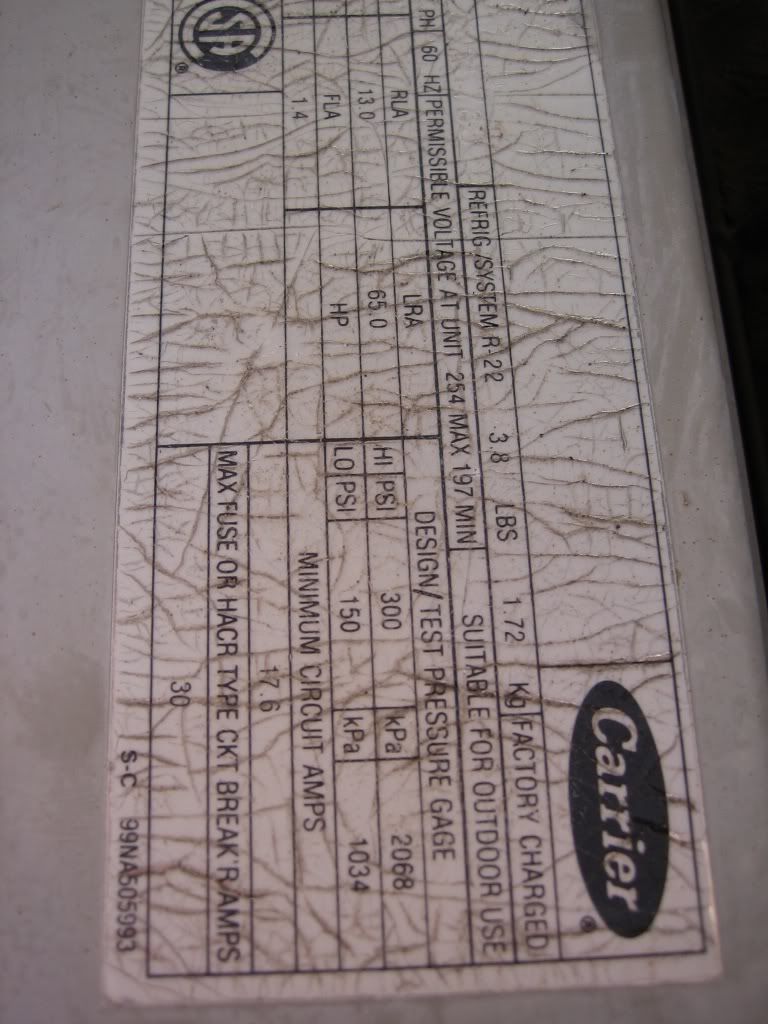 Carrier ®
REFRIG./SYSTEM R-22 3.8 LBS 1.72 Kg FACTORY CHARGED
PH 60 HZ PERMISSIBLE VOLTAGE AT UNIT 254 MAX 197 MIN SUITABLE FOR OUTDOOR USE
RLA LRA DESIGN/TEST PRESSURE GAGE
13.0 65.0 HI PSI 300 kPa 2068
FLA HP LO PSI 150 kPa 1034
1.4 MINIMUM CIRCUIT AMPS
17.6
MAX FUSE OR HACR TYPE CKT BREAK'R AMPS
30
®
S-C 99NA505993